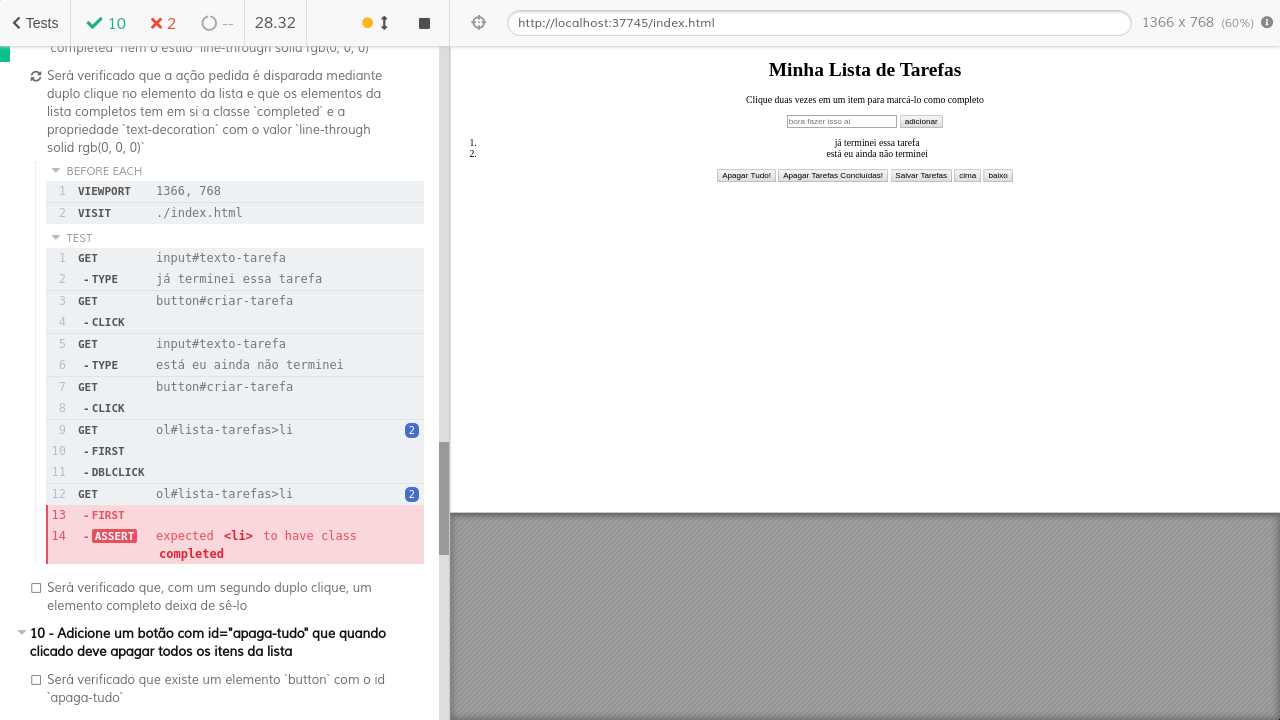 Tests
10
2
--
28.32
http://localhost:37745/index.html
1366 x 768 (60%)
`completed` nem o estilo `line-through solid rgb(0, 0, 0)`
Será verificado que a ação pedida é disparada mediante
duplo clique no elemento da lista e que os elementos da
lista completos tem em si a classe `completed` e a
propriedade `text-decoration` com o valor `line-through
solid rgb(0, 0, 0)`
BEFORE EACH
1 VIEWPORT 1366, 768
2 VISIT ./index.html
TEST
1 GET input#texto-tarefa
2 -TYPE já terminei essa tarefa
3 GET button#criar-tarefa
4 -CLICK
5 GET input#texto-tarefa
6 -TYPE está eu ainda não terminei
7 GET button#criar-tarefa
8 -CLICK
9 GET ol#lista-tarefas>li 2
10 -FIRST
11 -DBLCLICK
12 GET ol#lista-tarefas>li 2
13 -FIRST
14 -ASSERT expected <li> to have class
completed
Será verificado que, com um segundo duplo clique, um
elemento completo deixa de sê-lo
10 - Adicione um botão com id="apaga-tudo" que quando
clicado deve apagar todos os itens da lista
Será verificado que existe um elemento `button` com o id
`apaga-tudo`
Minha Lista de Tarefas
Clique duas vezes em um item para marcá-lo como completo
bora fazer isso aí adicionar
1. já terminei essa tarefa
2. está eu ainda não terminei
Apagar Tudo! Apagar Tarefas Concluídas! Salvar Tarefas cima baixo